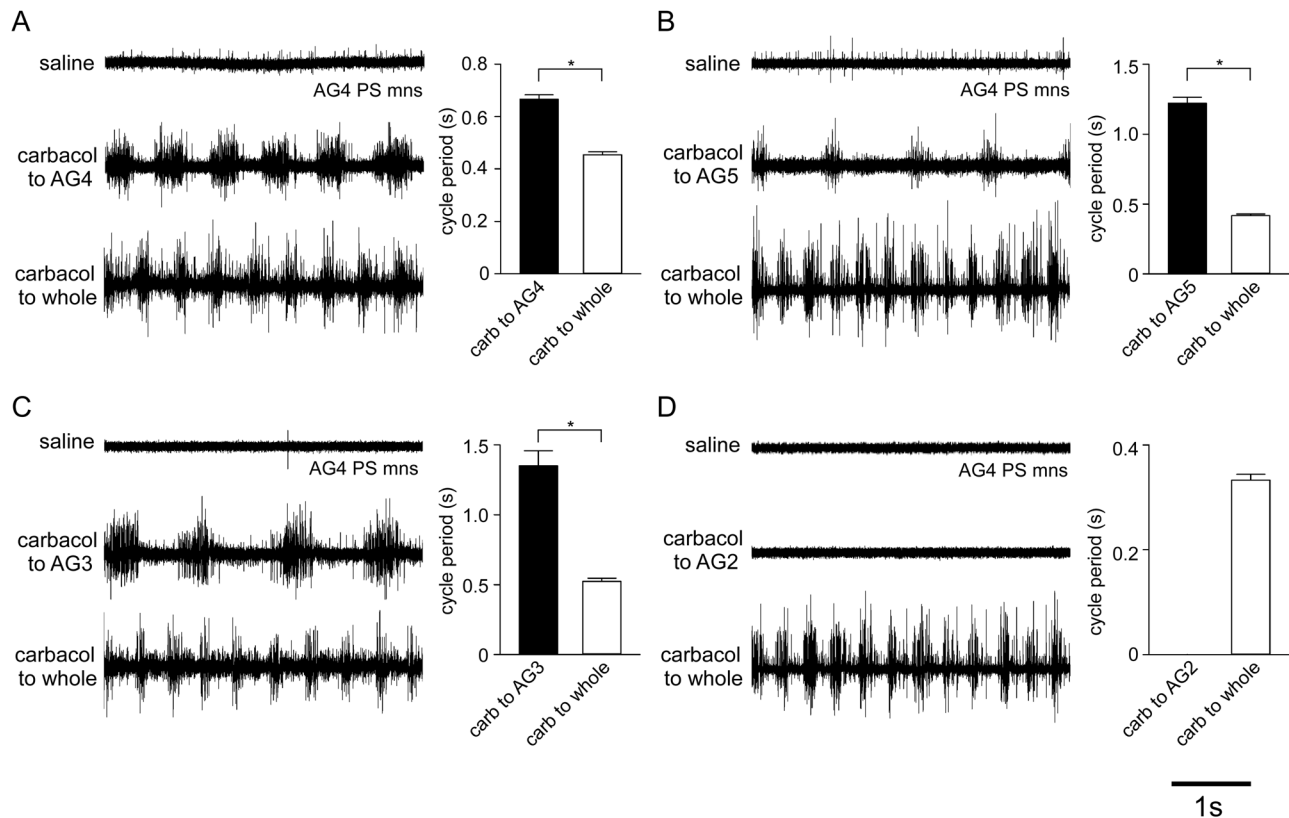 A
saline
AG4 PS mns
carbacol
to AG4
carbacol
to whole
cycle period (s)
0.8
0.6
0.4
0.2
0
*
carb to AG4
carb to whole
B
saline
AG4 PS mns
carbacol
to AG5
carbacol
to whole
cycle period (s)
1.5
1.0
0.5
0
*
carb to AG5
carb to whole
C
saline
AG4 PS mns
carbacol
to AG3
carbacol
to whole
cycle period (s)
1.5
1.0
0.5
0
*
carb to AG3
carb to whole
D
saline
AG4 PS mns
carbacol
to AG2
carbacol
to whole
cycle period (s)
0.4
0.2
0
carb to AG2
carb to whole
1s